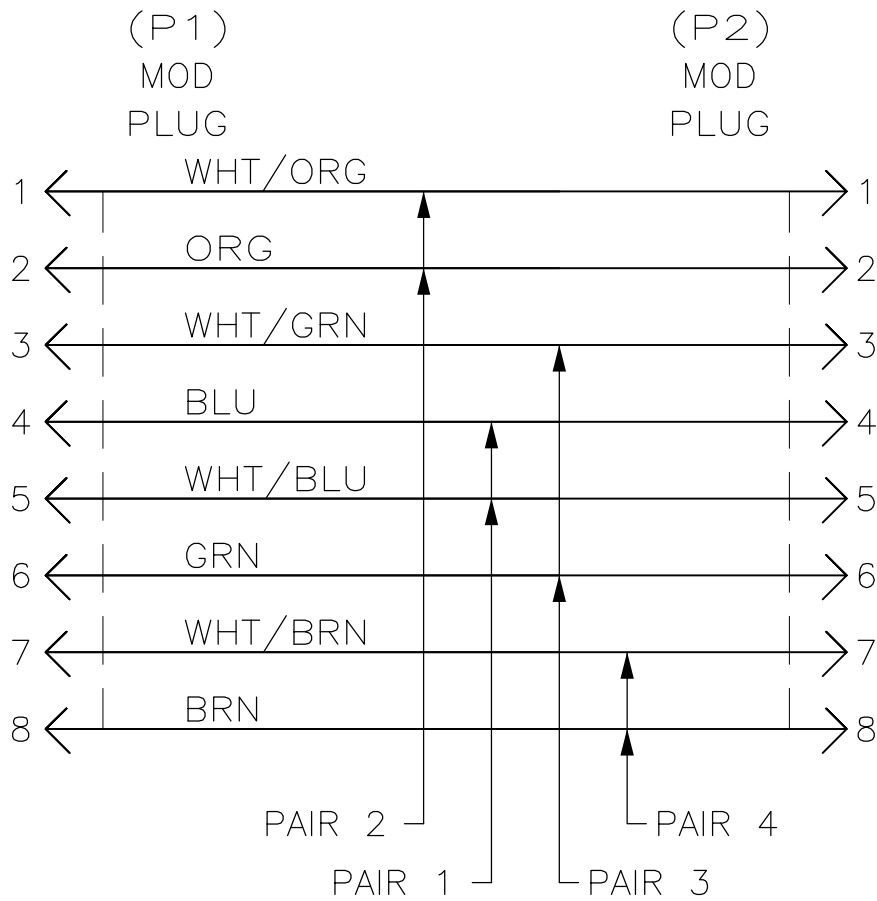 (P1) (P2)
MOD MOD
PLUG PLUG
1 WHT/ORG 1
2 ORG 2
3 WHT/GRN 3
4 BLU 4
5 WHT/BLU 5
6 GRN 6
7 WHT/BRN 7
8 BRN 8
PAIR 2 PAIR 4
PAIR 1 PAIR 3